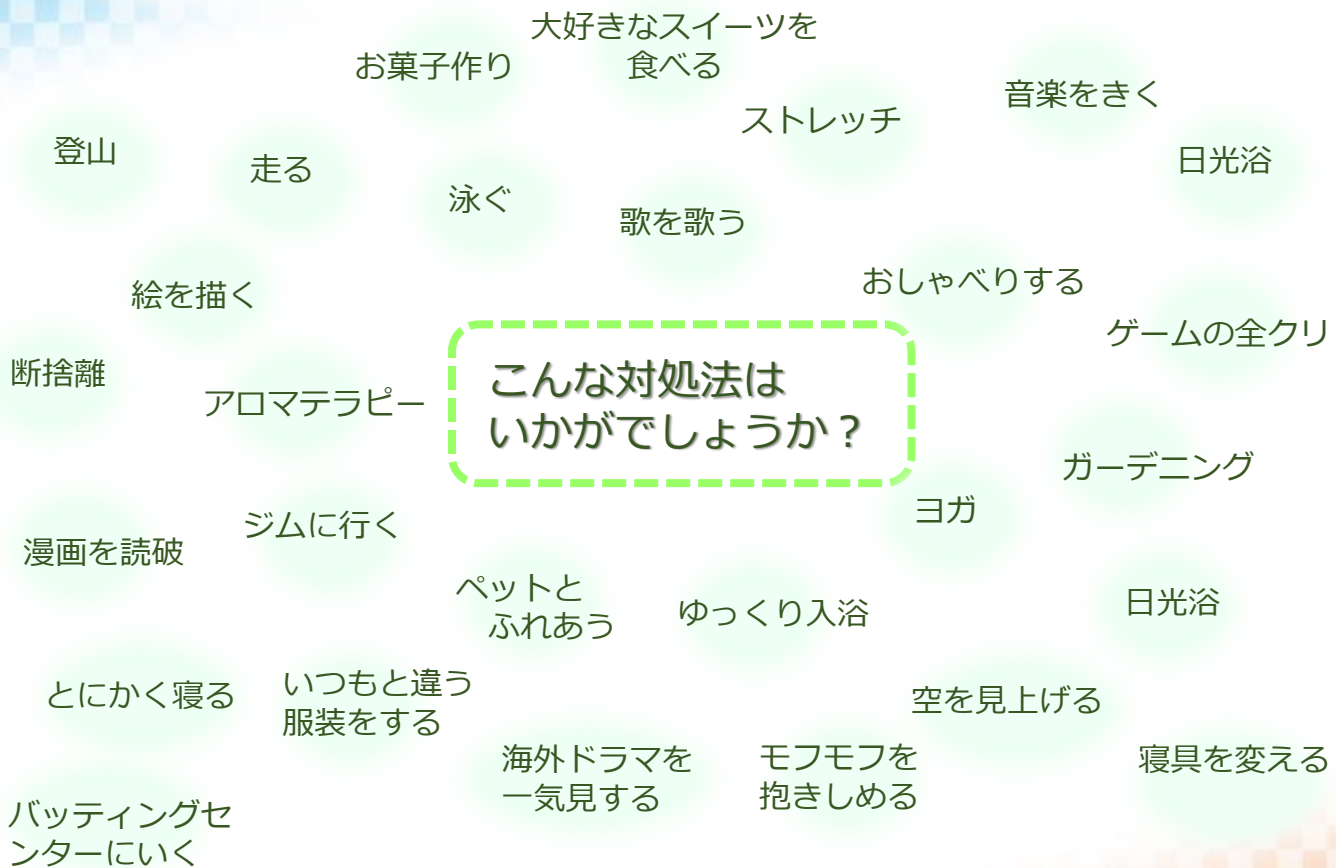 大好きなスイーツを
食べる
お菓子作り
音楽をきく
ストレッチ
登山
走る
日光浴
泳ぐ
歌を歌う
絵を描く
おしゃべりする
ゲームの全クリ
断捨離
アロマテラピー
こんな対処法は
いかがでしょうか？
ガーデニング
ヨガ
ジムに行く
漫画を読破
ペットと
ふれあう
ゆっくり入浴
日光浴
とにかく寝る
いつもと違う
服装をする
空を見上げる
海外ドラマを
一気見する
モフモフを
抱きしめる
寝具を変える
バッティングセ
ンターにいく